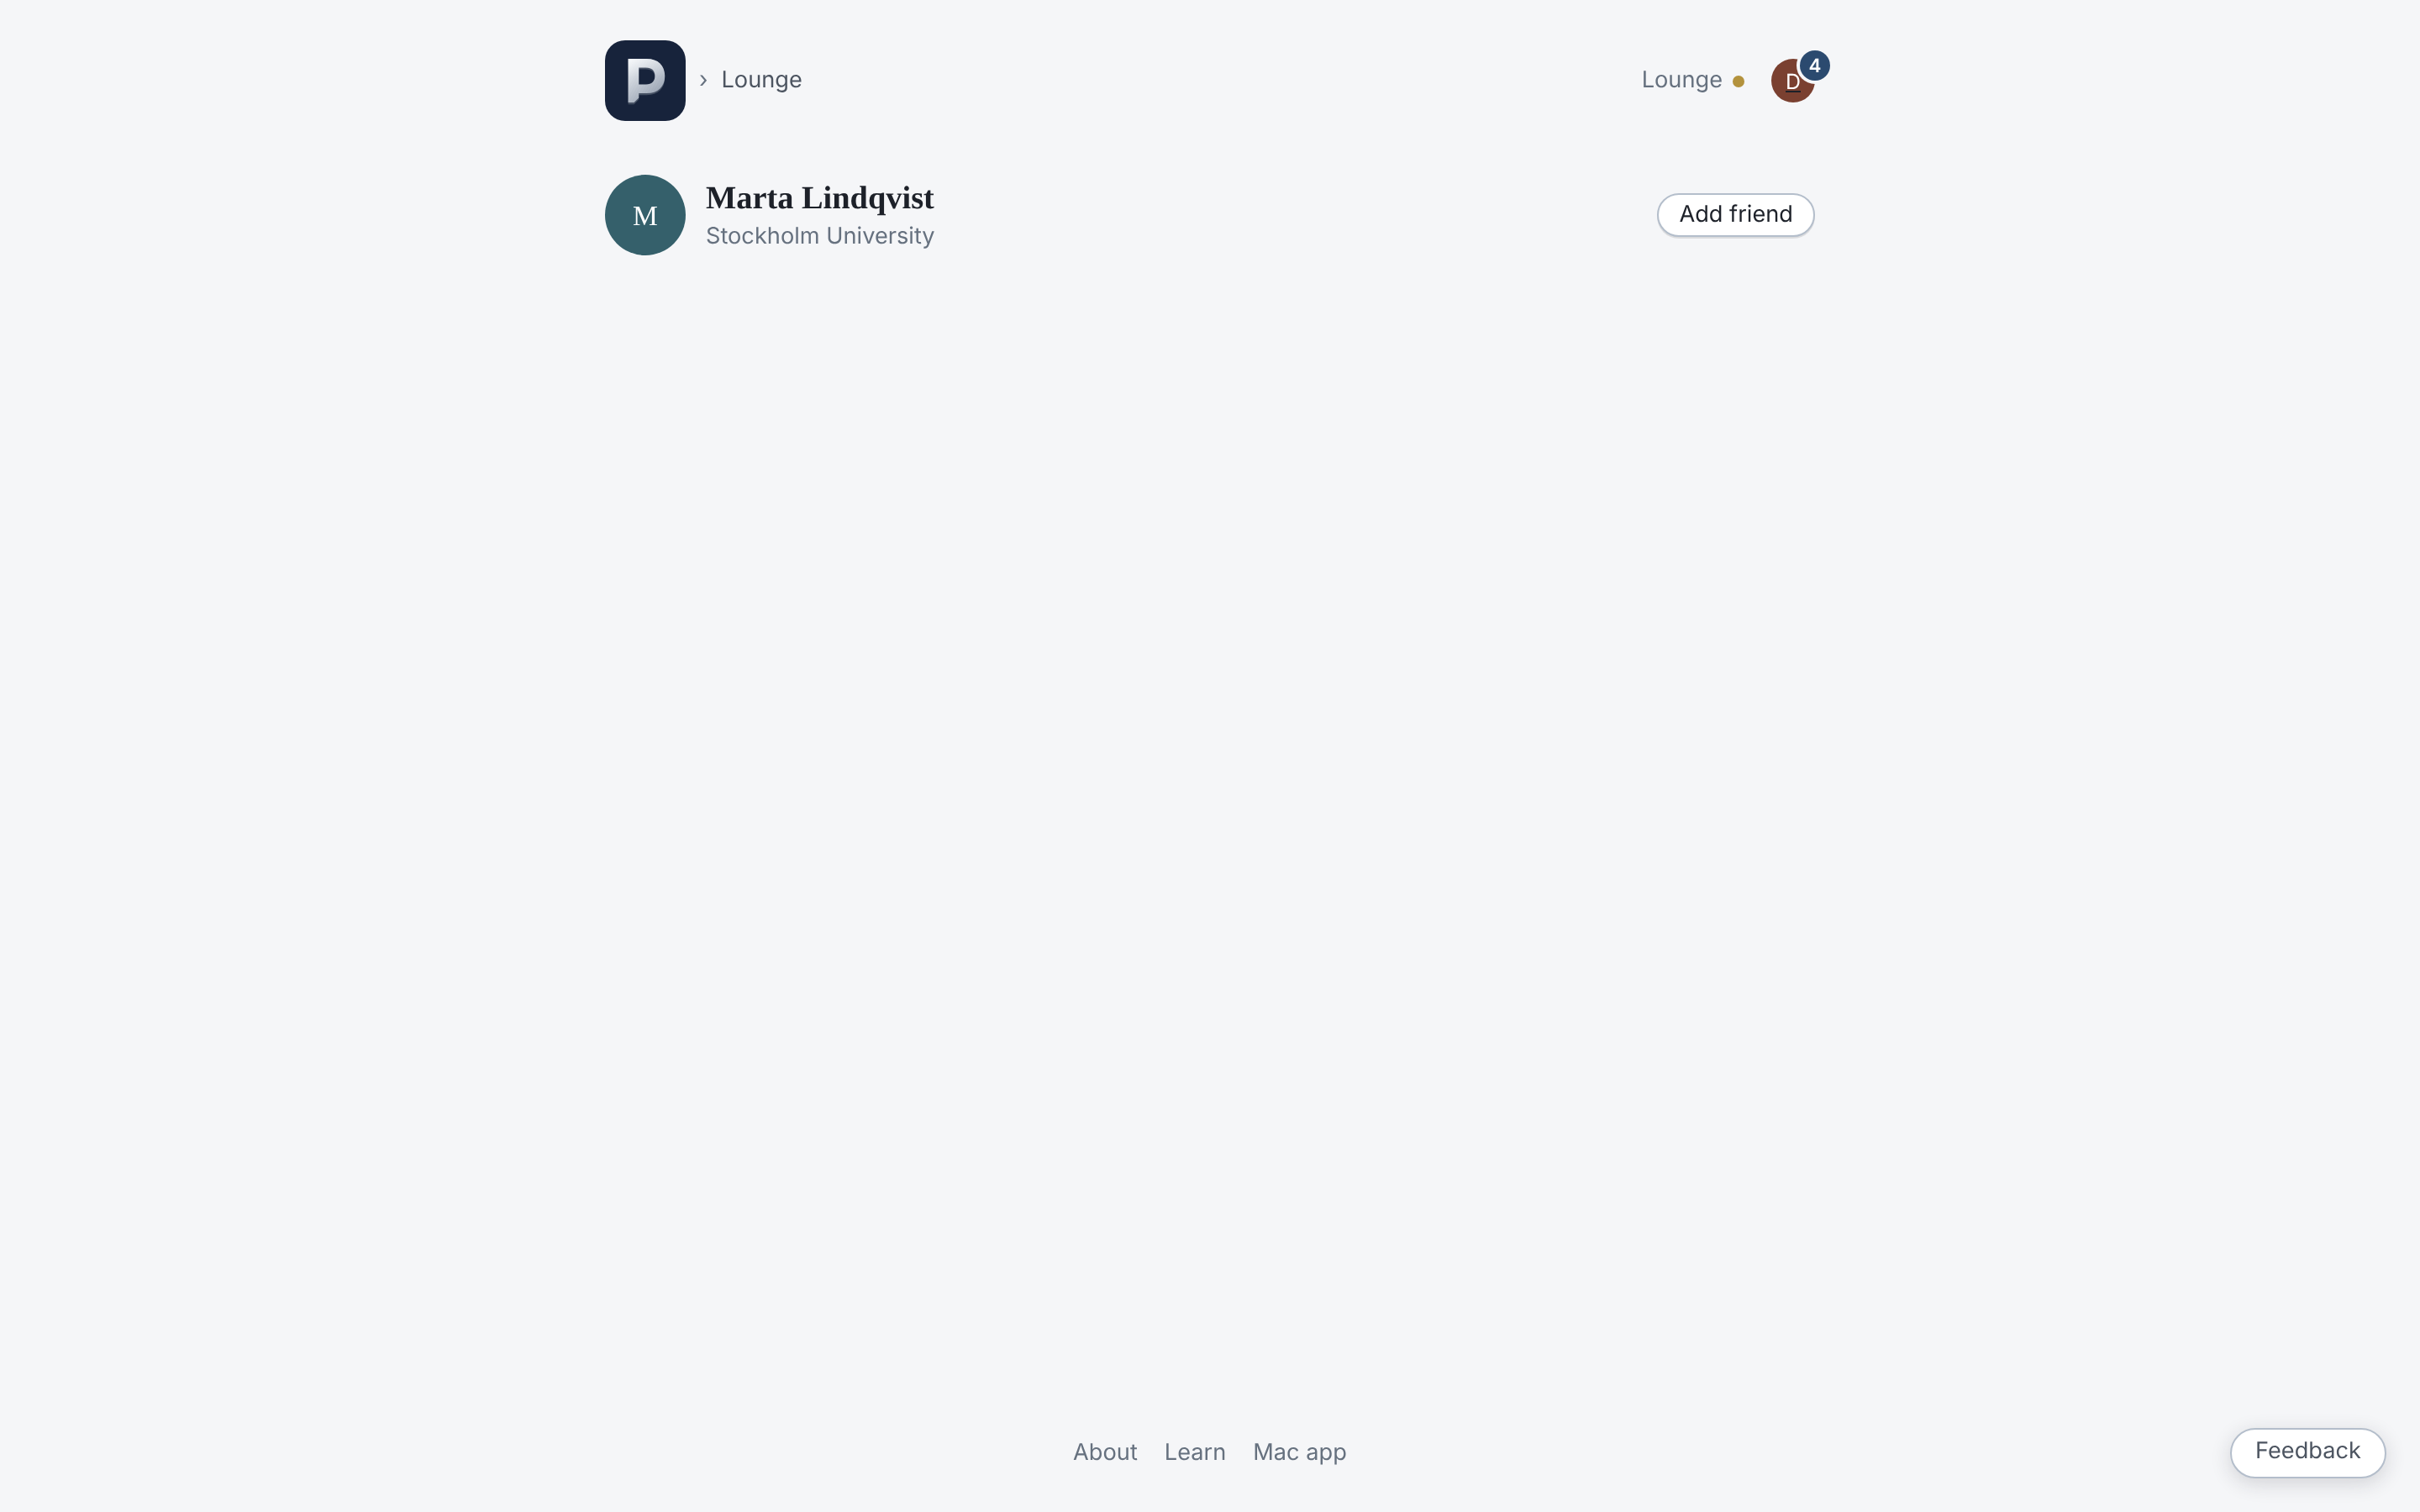 P › Lounge
Lounge D 4
M
Marta Lindqvist
Stockholm University
Add friend
About Learn Mac app
Feedback